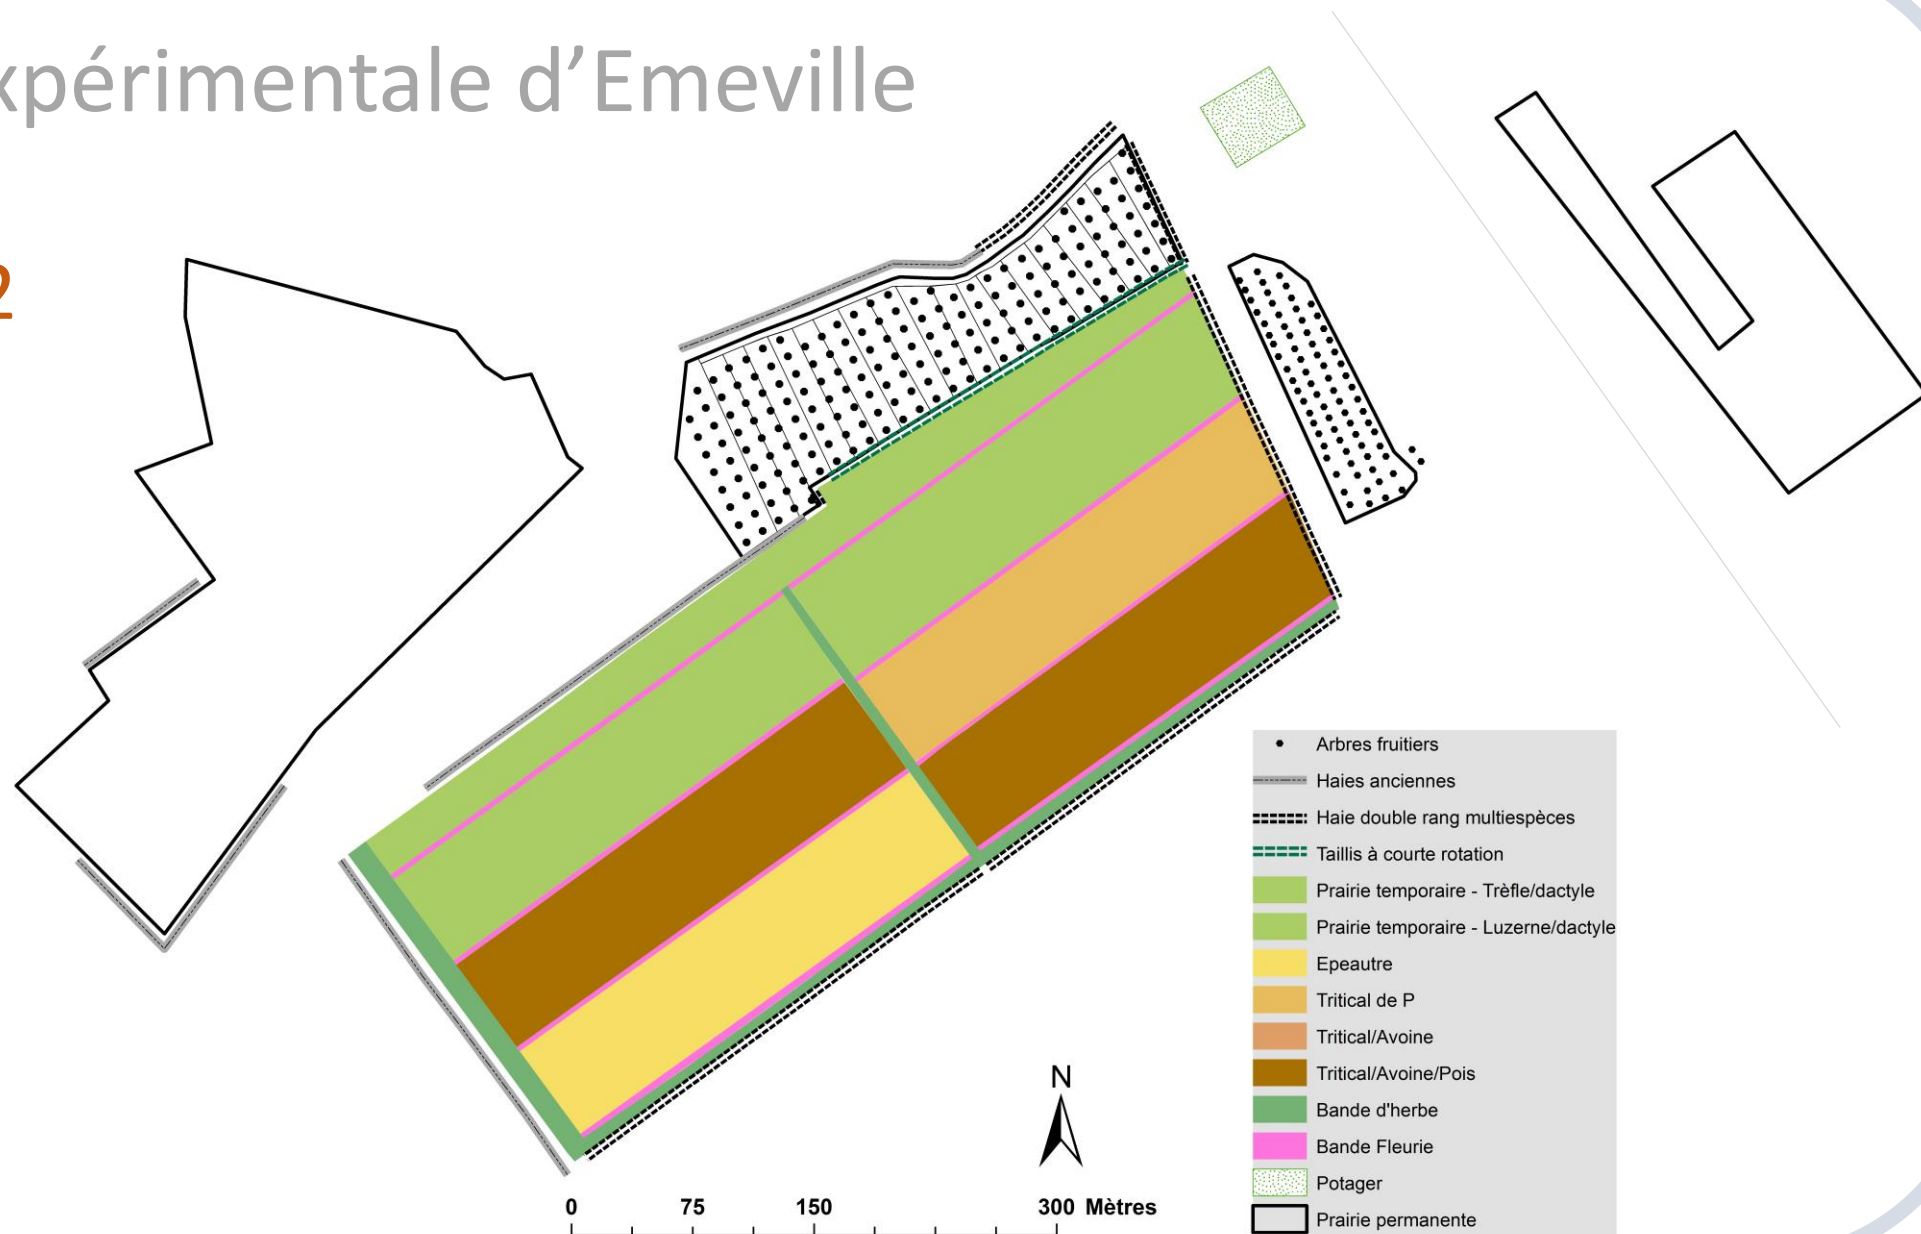 xpérimentale d’Emeville
2
Arbres fruitiers
Haies anciennes
Haie double rang multiespèces
Taillis à courte rotation
Prairie temporaire - Trèfle/dactyle
Prairie temporaire - Luzerne/dactyle
Epeautre
Tritical de P
Tritical/Avoine
Tritical/Avoine/Pois
Bande d'herbe
Bande Fleurie
Potager
Prairie permanente
N
0 75 150 300 Mètres